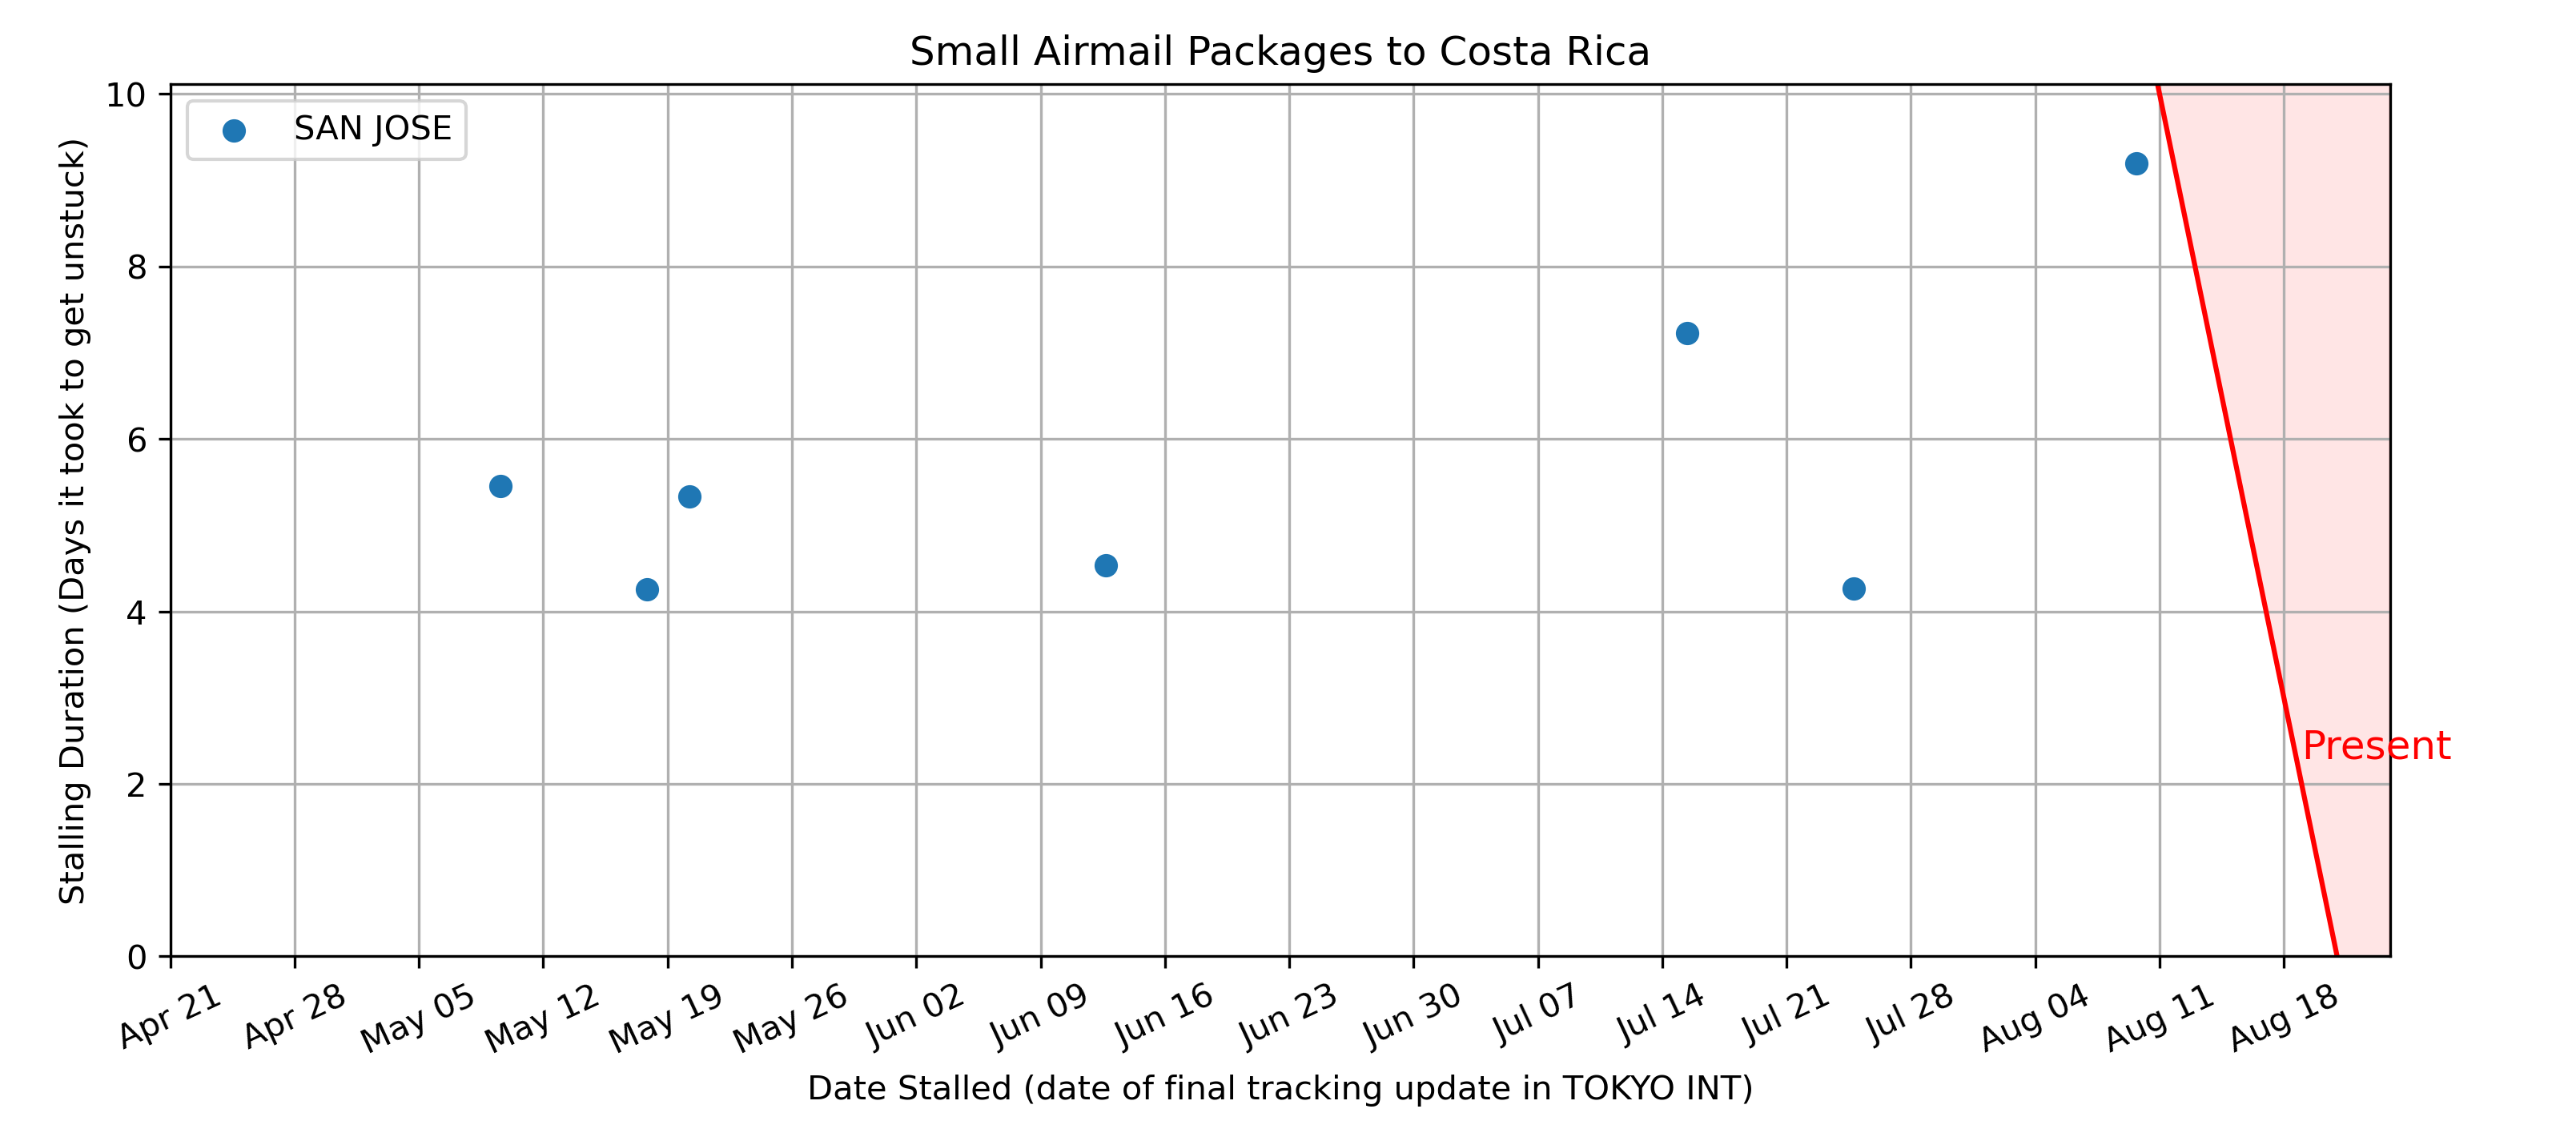 Small Airmail Packages to Costa Rica
SAN JOSE
Stalling Duration (Days it took to get unstuck)
10
8
6
4
2
0
Present
Apr 21
Apr 28
May 05
May 12
May 19
May 26
Jun 02
Jun 09
Jun 16
Jun 23
Jun 30
Jul 07
Jul 14
Jul 21
Jul 28
Aug 04
Aug 11
Aug 18
Date Stalled (date of final tracking update in TOKYO INT)